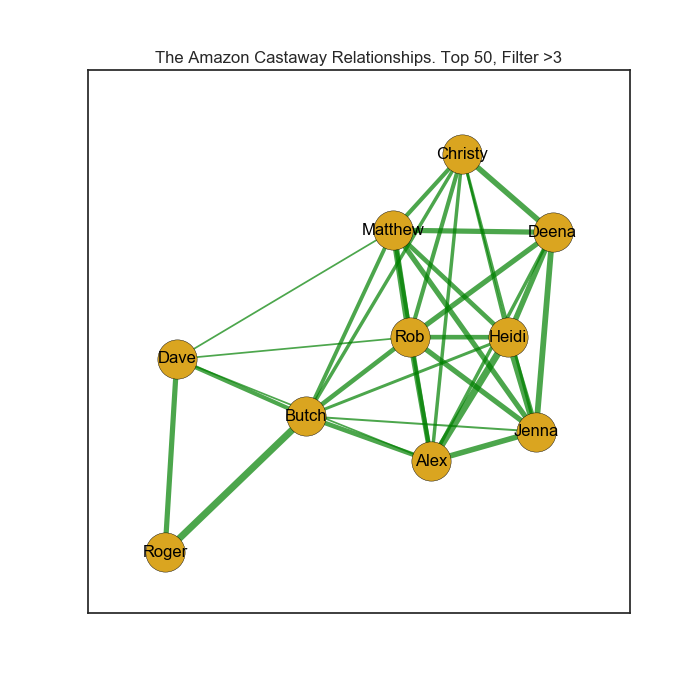 The Amazon Castaway Relationships. Top 50, Filter >3
Christy
Matthew
Deena
Rob
Heidi
Dave
Butch
Jenna
Alex
Roger